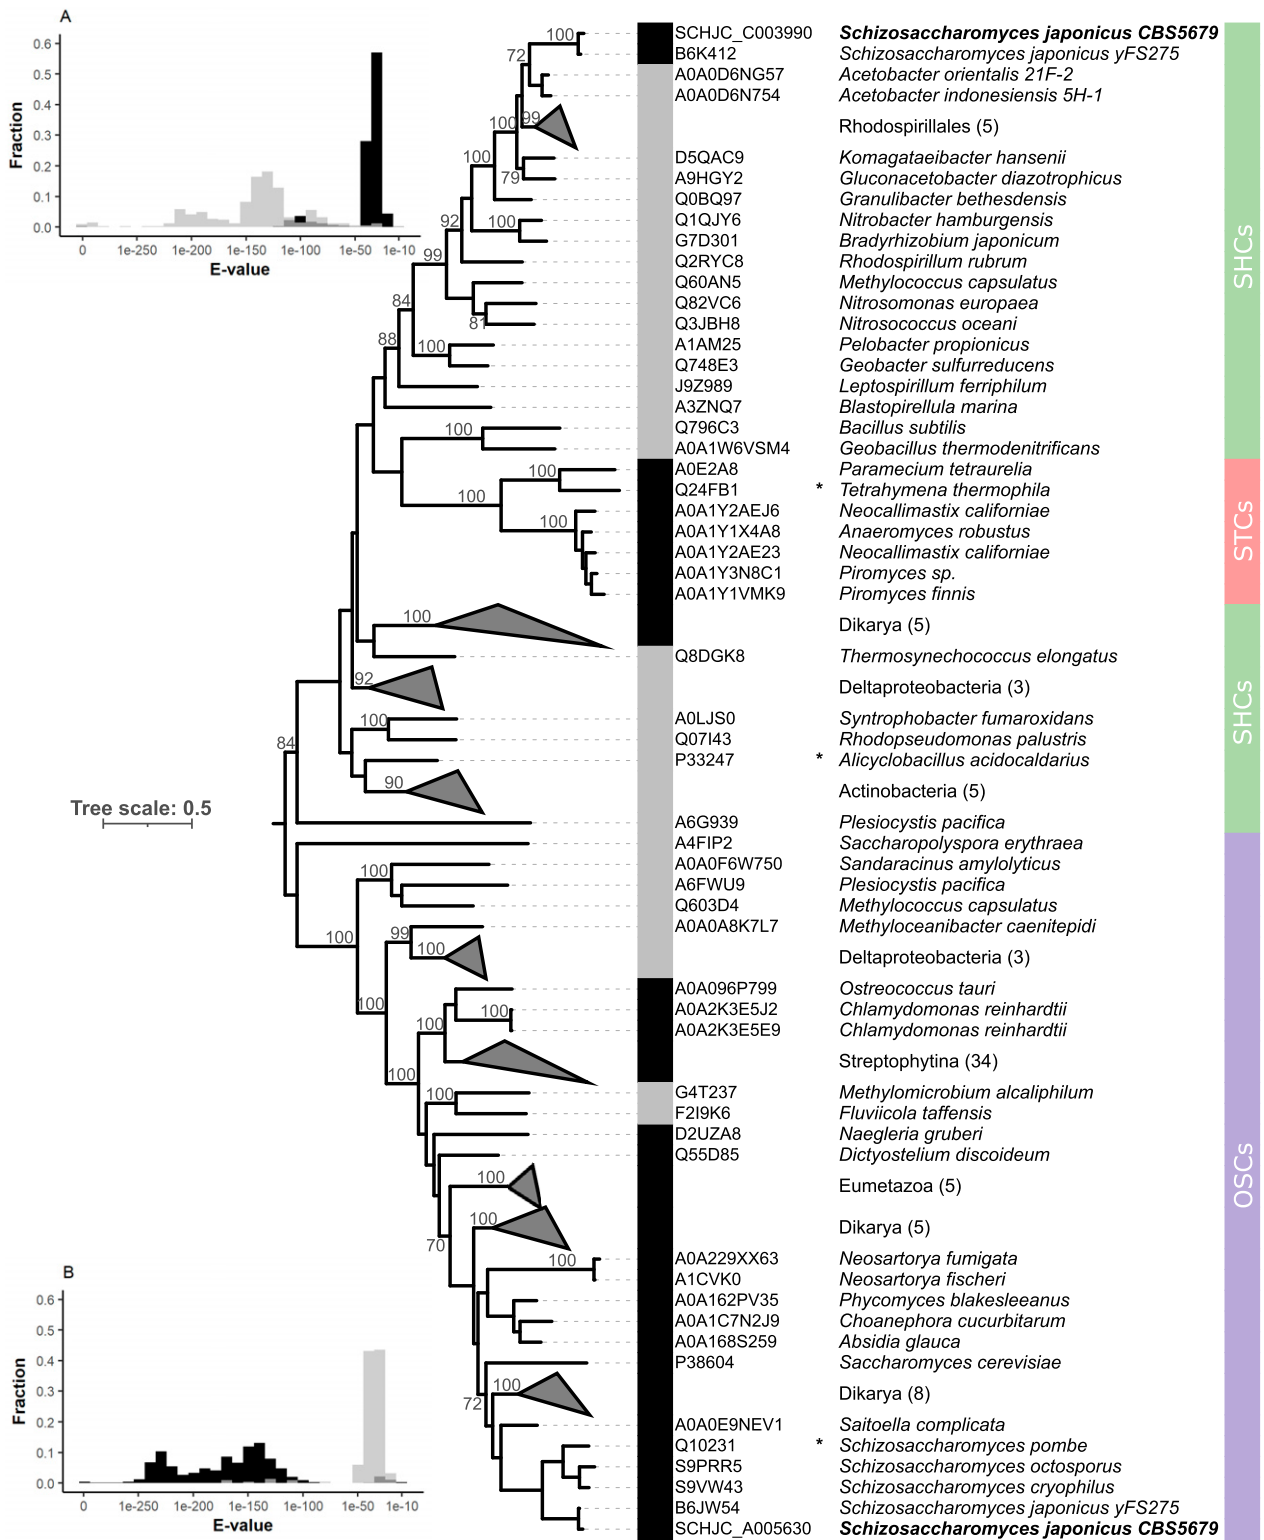 A
0.6
0.5
0.4
0.3
0.2
0.1
0.0
Fraction
0 1e-250 1e-200 1e-150 1e-100 1e-50 1e-10
E-value
100
72
99
100
100
79
92
100
99
84
81
88
100
100
100
100
100
100
92
100
84
90
Tree scale: 0.5
100
100
99
100
100
100
100
100
100
100
100
70
100
100
72
SCHJC_C003990 Schizosaccharomyces japonicus CBS5679
B6K412 Schizosaccharomyces japonicus yFS275
A0A0D6NG57 Acetobacter orientalis 21F-2
A0A0D6N754 Acetobacter indonesiensis 5H-1
Rhodospirillales (5)
D5QAC9 Komagataeibacter hansenii
A9HGY2 Gluconacetobacter diazotrophicus
Q0BQ97 Granulibacter bethesdensis
Q1QJY6 Nitrobacter hamburgensis
G7D301 Bradyrhizobium japonicum
Q2RYC8 Rhodospirillum rubrum
Q60AN5 Methylococcus capsulatus
Q82VC6 Nitrosomonas europaea
Q3JBH8 Nitrosococcus oceani
A1AM25 Pelobacter propionicus
Q748E3 Geobacter sulfurreducens
J9Z989 Leptospirillum ferriphilum
A3ZNQ7 Blastopirellula marina
Q796C3 Bacillus subtilis
A0A1W6VSM4 Geobacillus thermodenitrificans
A0E2A8 Paramecium tetraurelia
Q24FB1 * Tetrahymena thermophila
A0A1Y2AEJ6 Neocallimastix californiae
A0A1Y1X4A8 Anaeromyces robustus
A0A1Y2AE23 Neocallimastix californiae
A0A1Y3N8C1 Piromyces sp.
A0A1Y1VMK9 Piromyces finnis
Dikarya (5)
Q8DGK8 Thermosynechococcus elongatus
Deltaproteobacteria (3)
A0LJS0 Syntrophobacter fumaroxidans
Q07I43 Rhodopseudomonas palustris
P33247 * Alicyclobacillus acidocaldarius
Actinobacteria (5)
A6G939 Plesiocystis pacifica
A4FIP2 Saccharopolyspora erythraea
A0A0F6W750 Sandaracinus amylolyticus
A6FWU9 Plesiocystis pacifica
Q603D4 Methylococcus capsulatus
A0A0A8K7L7 Methyloceanibacter caenitepidi
Deltaproteobacteria (3)
A0A096P799 Ostreococcus tauri
A0A2K3E5J2 Chlamydomonas reinhardtii
A0A2K3E5E9 Chlamydomonas reinhardtii
Streptophytina (34)
G4T237 Methylomicrobium alcaliphilum
F2I9K6 Fluviicola taffensis
D2UZA8 Naegleria gruberi
Q55D85 Dictyostelium discoideum
Eumetazoa (5)
Dikarya (5)
A0A229XX63 Neosartorya fumigata
A1CVK0 Neosartorya fischeri
A0A162PV35 Phycomyces blakesleeanus
A0A1C7N2J9 Choanephora cucurbitarum
A0A168S259 Absidia glauca
P38604 Saccharomyces cerevisiae
Dikarya (8)
A0A0E9NEV1 Saitoella complicata
Q10231 * Schizosaccharomyces pombe
S9PRR5 Schizosaccharomyces octosporus
S9VW43 Schizosaccharomyces cryophilus
B6JW54 Schizosaccharomyces japonicus yFS275
SCHJC_A005630 Schizosaccharomyces japonicus CBS5679
SHCs
STCs
SHCs
OSCs
B
0.6
0.5
0.4
0.3
0.2
0.1
0.0
Fraction
0 1e-250 1e-200 1e-150 1e-100 1e-50 1e-10
E-value